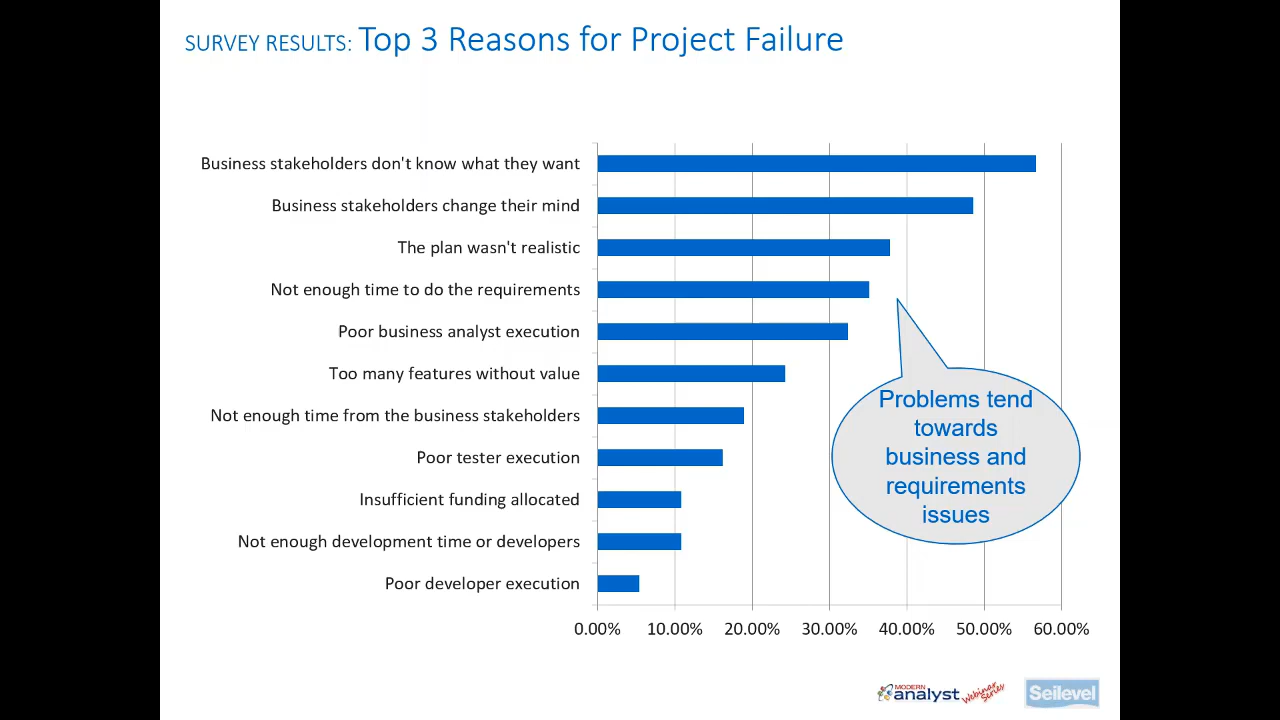 SURVEY RESULTS: Top 3 Reasons for Project Failure
Business stakeholders don't know what they want
Business stakeholders change their mind
The plan wasn't realistic
Not enough time to do the requirements
Poor business analyst execution
Too many features without value
Not enough time from the business stakeholders
Poor tester execution
Insufficient funding allocated
Not enough development time or developers
Poor developer execution
Problems tend
towards
business and
requirements
issues
0.00% 10.00% 20.00% 30.00% 40.00% 50.00% 60.00%
MODERN
analyst Webinar
Series
Seilevel